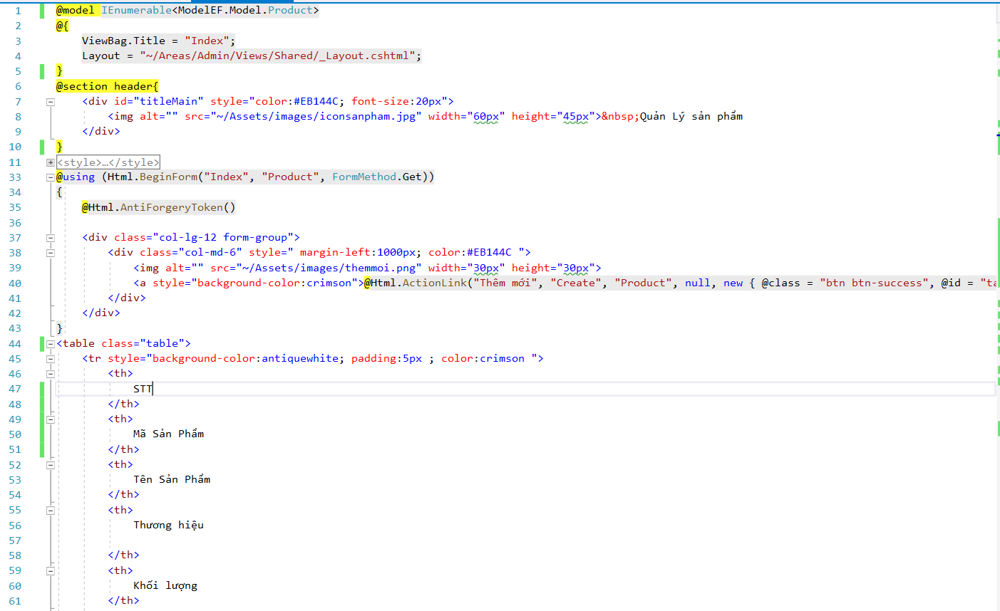 1 @model IEnumerable<ModelEF.Model.Product>
2 @{
3 ViewBag.Title = "Index";
4 Layout = "~/Areas/Admin/Views/Shared/_Layout.cshtml";
5 }
6 @section header{
7 <div id="titleMain" style="color:#EB144C; font-size:20px">
8 <img alt="" src="~/Assets/images/iconsanpham.jpg" width="60px" height="45px">&nbsp;Quản Lý sản phẩm
9 </div>
10 }
11 <style>…</style>
33 @using (Html.BeginForm("Index", "Product", FormMethod.Get))
34 {
35 @Html.AntiForgeryToken()
36
37 <div class="col-lg-12 form-group">
38 <div class="col-md-6" style=" margin-left:1000px; color:#EB144C ">
39 <img alt="" src="~/Assets/images/themmoi.png" width="30px" height="30px">
40 <a style="background-color:crimson">@Html.ActionLink("Thêm mới", "Create", "Product", null, new { @class = "btn btn-success", @id = "ta
41 </div>
42 </div>
43 }
44 <table class="table">
45 <tr style="background-color:antiquewhite; padding:5px ; color:crimson ">
46 <th>
47 STT
48 </th>
49 <th>
50 Mã Sản Phẩm
51 </th>
52 <th>
53 Tên Sản Phẩm
54 </th>
55 <th>
56 Thương hiệu
57
58 </th>
59 <th>
60 Khối lượng
61 </th>